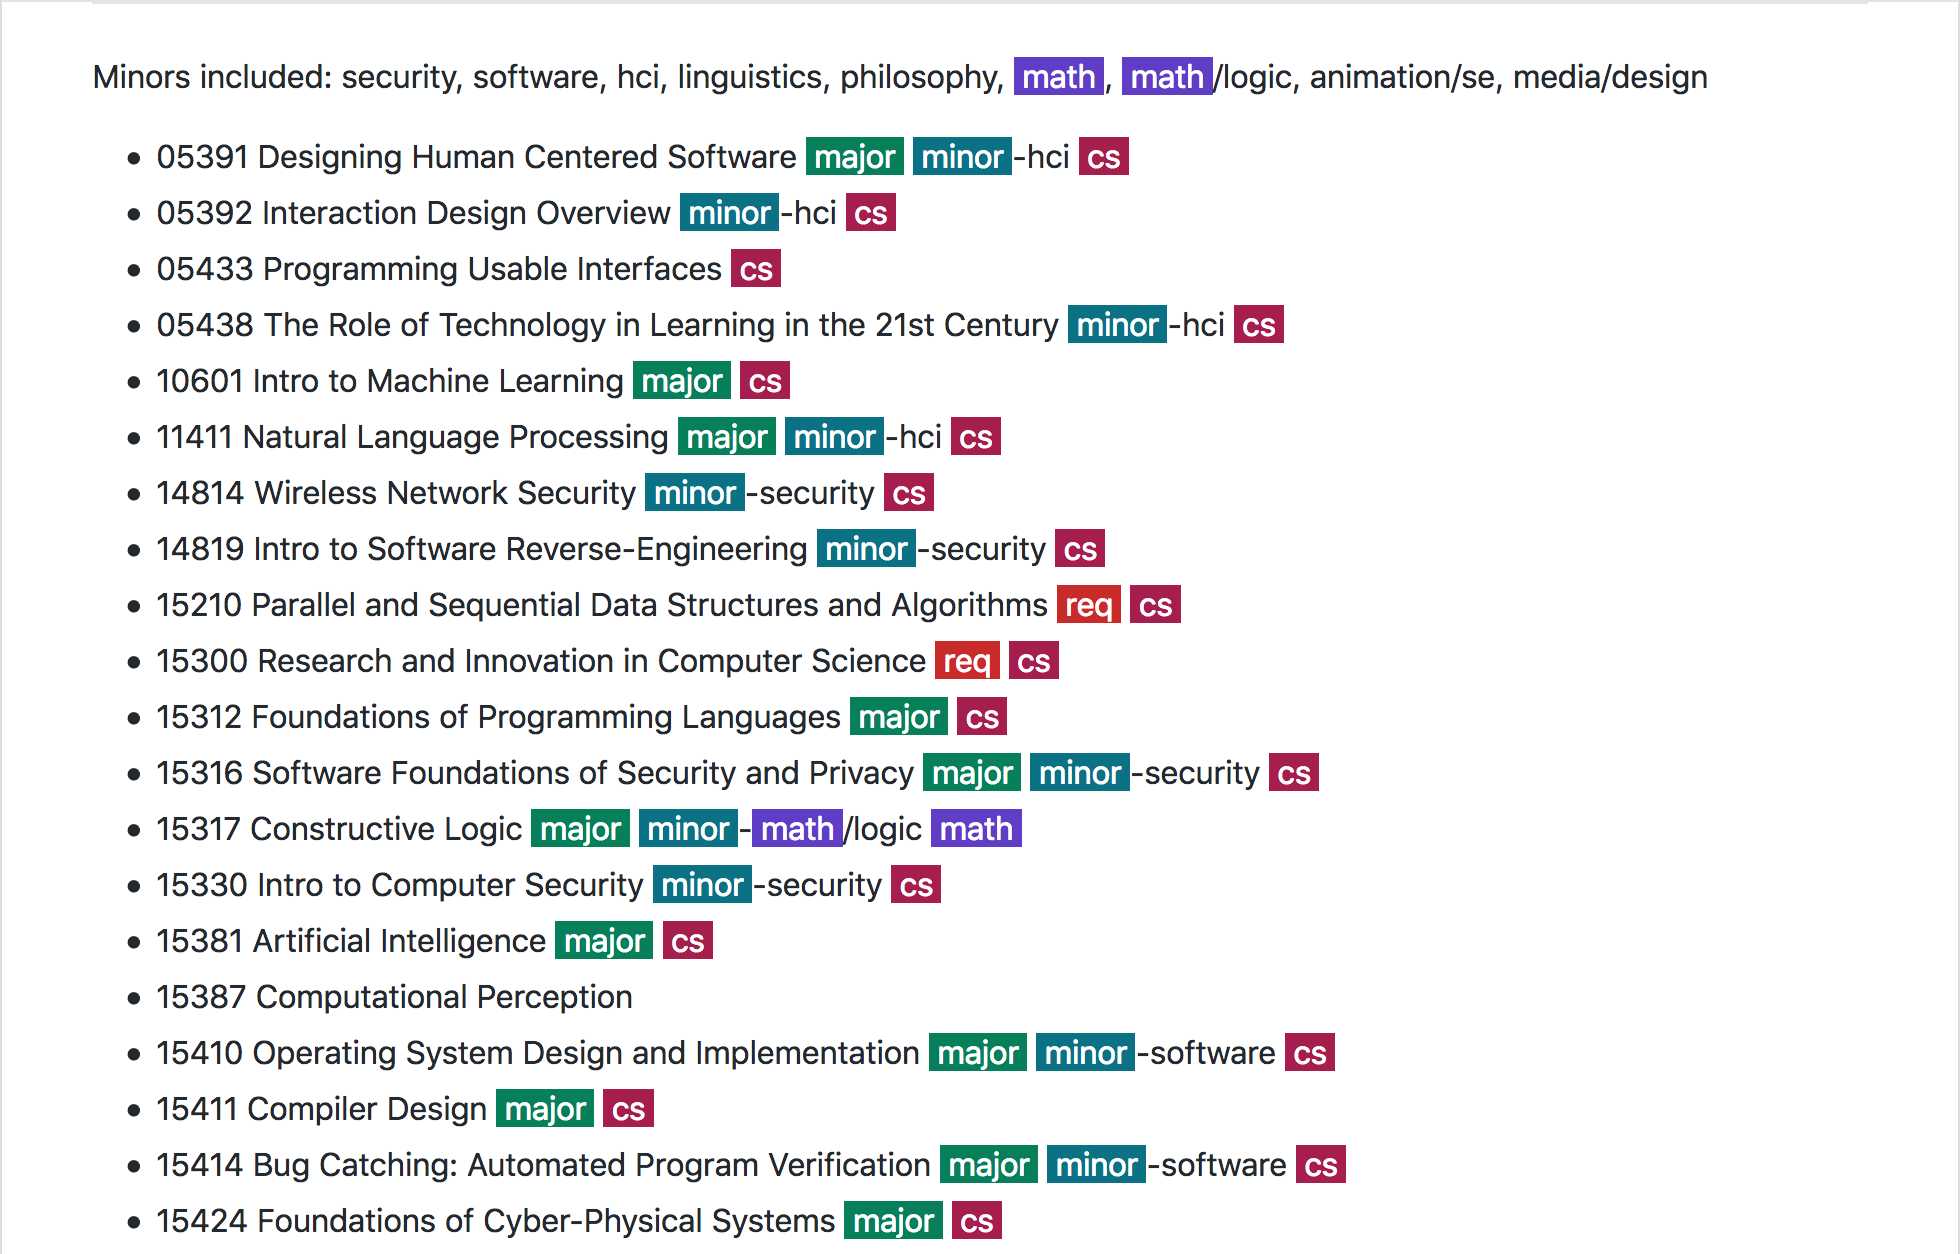 Minors included: security, software, hci, linguistics, philosophy, math, math/logic, animation/se, media/design
• 05391 Designing Human Centered Software major minor-hci cs
• 05392 Interaction Design Overview minor-hci cs
• 05433 Programming Usable Interfaces cs
• 05438 The Role of Technology in Learning in the 21st Century minor-hci cs
• 10601 Intro to Machine Learning major cs
• 11411 Natural Language Processing major minor-hci cs
• 14814 Wireless Network Security minor-security cs
• 14819 Intro to Software Reverse-Engineering minor-security cs
• 15210 Parallel and Sequential Data Structures and Algorithms req cs
• 15300 Research and Innovation in Computer Science req cs
• 15312 Foundations of Programming Languages major cs
• 15316 Software Foundations of Security and Privacy major minor-security cs
• 15317 Constructive Logic major minor-math/logic math
• 15330 Intro to Computer Security minor-security cs
• 15381 Artificial Intelligence major cs
• 15387 Computational Perception
• 15410 Operating System Design and Implementation major minor-software cs
• 15411 Compiler Design major cs
• 15414 Bug Catching: Automated Program Verification major minor-software cs
• 15424 Foundations of Cyber-Physical Systems major cs